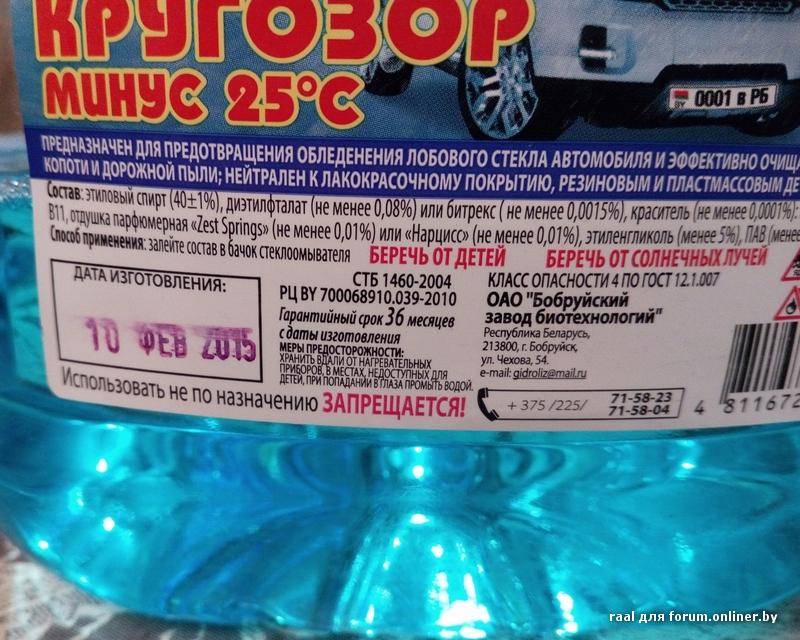 КРУГОЗОР
МИНУС 25°С
0001 в РБ
BY
ПРЕДНАЗНАЧЕН ДЛЯ ПРЕДОТВРАЩЕНИЯ ОБЛЕДЕНЕНИЯ ЛОБОВОГО СТЕКЛА АВТОМОБИЛЯ И ЭФФЕКТИВНО ОЧИЩА
КОПОТИ И ДОРОЖНОЙ ПЫЛИ; НЕЙТРАЛЕН К ЛАКОКРАСОЧНОМУ ПОКРЫТИЮ, РЕЗИНОВЫМ И ПЛАСТМАССОВЫМ ДЕ
Состав: этиловый спирт (40±1%), диэтилфталат (не менее 0,08%) или битрекс ( не менее 0,0015%), краситель (не менее 0,0001%):
В11, отдушка парфюмерная «Zest Springs» (не менее 0,01%) или «Нарцисс» (не менее 0,01%), этиленгликоль (менее 5%), ПАВ (менее
Способ применения: залейте состав в бачок стеклоомывателя
БЕРЕЧЬ ОТ ДЕТЕЙ
БЕРЕЧЬ ОТ СОЛНЕЧНЫХ ЛУЧЕЙ
ДАТА ИЗГОТОВЛЕНИЯ:
10 ФЕВ 2015
СТБ 1460-2004
РЦ BY 700068910.039-2010
Гарантийный срок 36 месяцев
с даты изготовления
МЕРЫ ПРЕДОСТОРОЖНОСТИ:
ХРАНИТЬ ВДАЛИ ОТ НАГРЕВАТЕЛЬНЫХ
ПРИБОРОВ, В МЕСТАХ, НЕДОСТУПНЫХ ДЛЯ
ДЕТЕЙ, ПРИ ПОПАДАНИИ В ГЛАЗА ПРОМЫТЬ ВОДОЙ.
КЛАСС ОПАСНОСТИ 4 ПО ГОСТ 12.1.007
ОАО "Бобруйский
завод биотехнологий"
Республика Беларусь,
213800, г. Бобруйск,
ул. Чехова, 54.
e-mail: gidroliz@mail.ru
Использовать не по назначению ЗАПРЕЩАЕТСЯ!
+ 375 /225/
71-58-23
71-58-04
4 811672
raal для forum.onliner.by